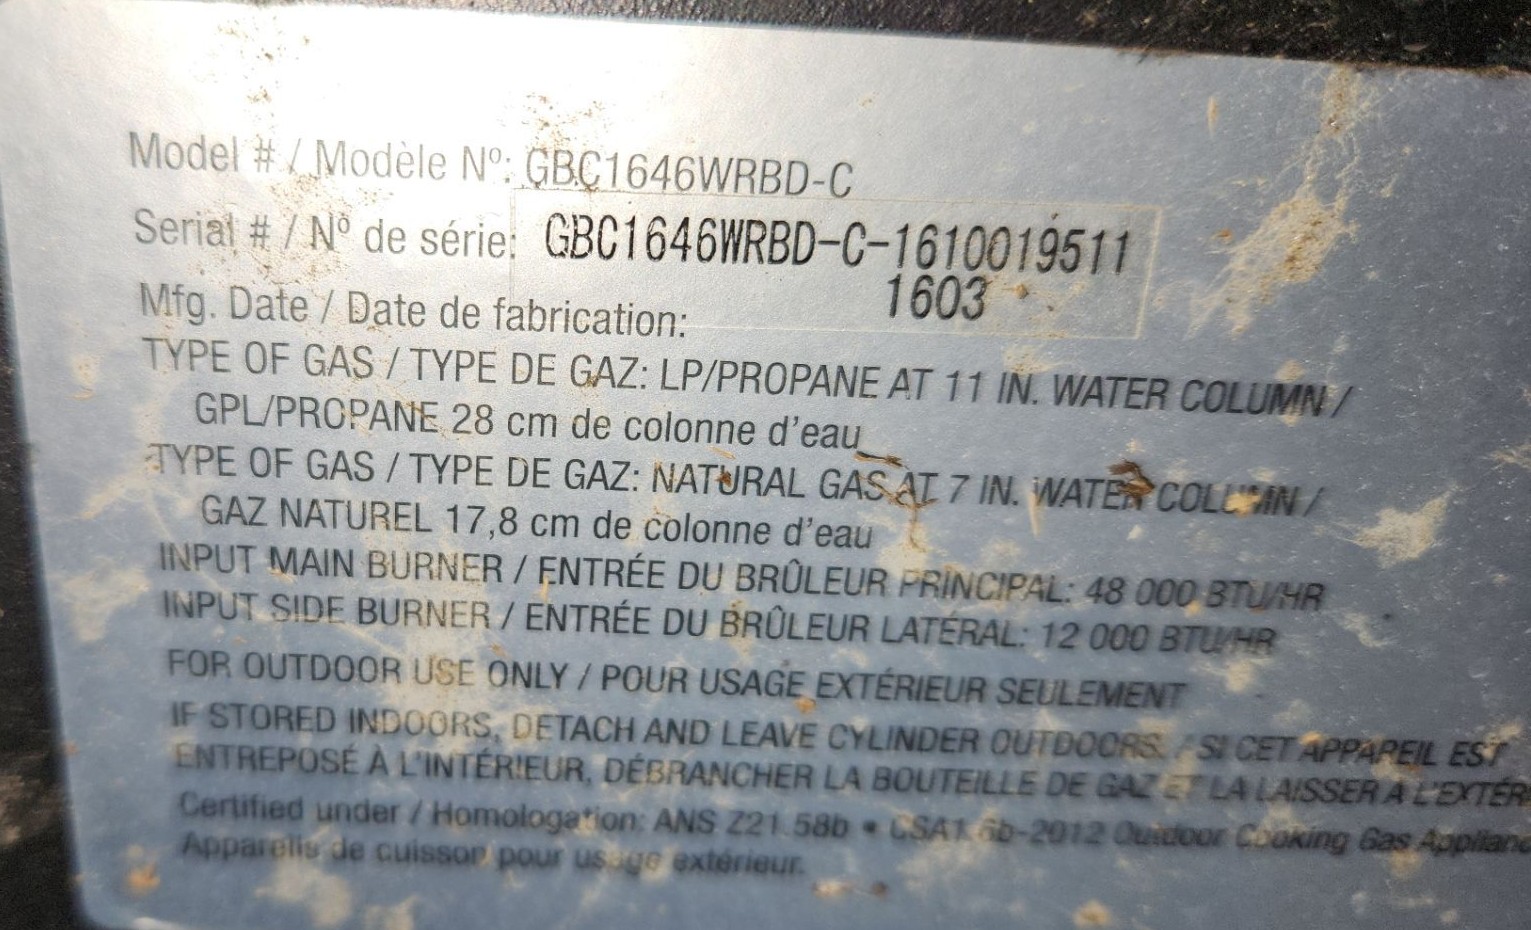 Model # / Modèle Nº: GBC1646WRBD-C
Serial # / Nº de série: GBC1646WRBD-C-1610019511
Mfg. Date / Date de fabrication: 1603
TYPE OF GAS / TYPE DE GAZ: LP/PROPANE AT 11 IN. WATER COLUMN /
GPL/PROPANE 28 cm de colonne d'eau
TYPE OF GAS / TYPE DE GAZ: NATURAL GAS AT 7 IN. WATER COLUMN /
GAZ NATUREL 17,8 cm de colonne d'eau
INPUT MAIN BURNER / ENTRÉE DU BRÛLEUR PRINCIPAL: 48 000 BTU/HR
INPUT SIDE BURNER / ENTRÉE DU BRÛLEUR LATÉRAL: 12 000 BTU/HR
FOR OUTDOOR USE ONLY / POUR USAGE EXTÉRIEUR SEULEMENT
IF STORED INDOORS, DETACH AND LEAVE CYLINDER OUTDOORS. / SI CET APPAREIL EST
ENTREPOSÉ À L'INTÉRIEUR, DÉBRANCHER LA BOUTEILLE DE GAZ ET LA LAISSER À L'EXTÉR
Certified under / Homologation: ANS Z21.58b • CSA1.6b-2012 Outdoor Cooking Gas Applianc
Appareils de cuisson pour usage extérieur.